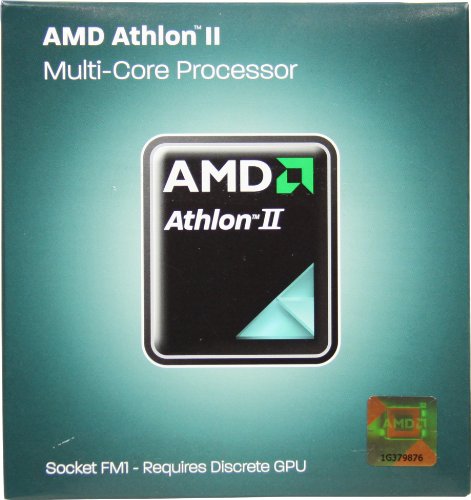 AMD Athlon™ II
Multi-Core Processor
AMD
Athlon™ II
AMD
1G379876
Socket FM1 - Requires Discrete GPU